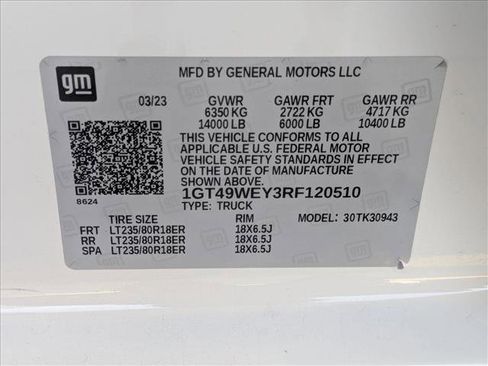 gm
MFD BY GENERAL MOTORS LLC
03/23 GVWR GAWR FRT GAWR RR
6350 KG 2722 KG 4717 KG
14000 LB 6000 LB 10400 LB
THIS VEHICLE CONFORMS TO ALL
APPLICABLE U.S. FEDERAL MOTOR
VEHICLE SAFETY STANDARDS IN EFFECT
ON THE DATE OF MANUFACTURE
SHOWN ABOVE.
8624 1GT49WEY3RF120510
TYPE: TRUCK
TIRE SIZE RIM MODEL: 30TK30943
FRT LT235/80R18ER 18X6.5J
RR LT235/80R18ER 18X6.5J
SPA LT235/80R18ER 18X6.5J